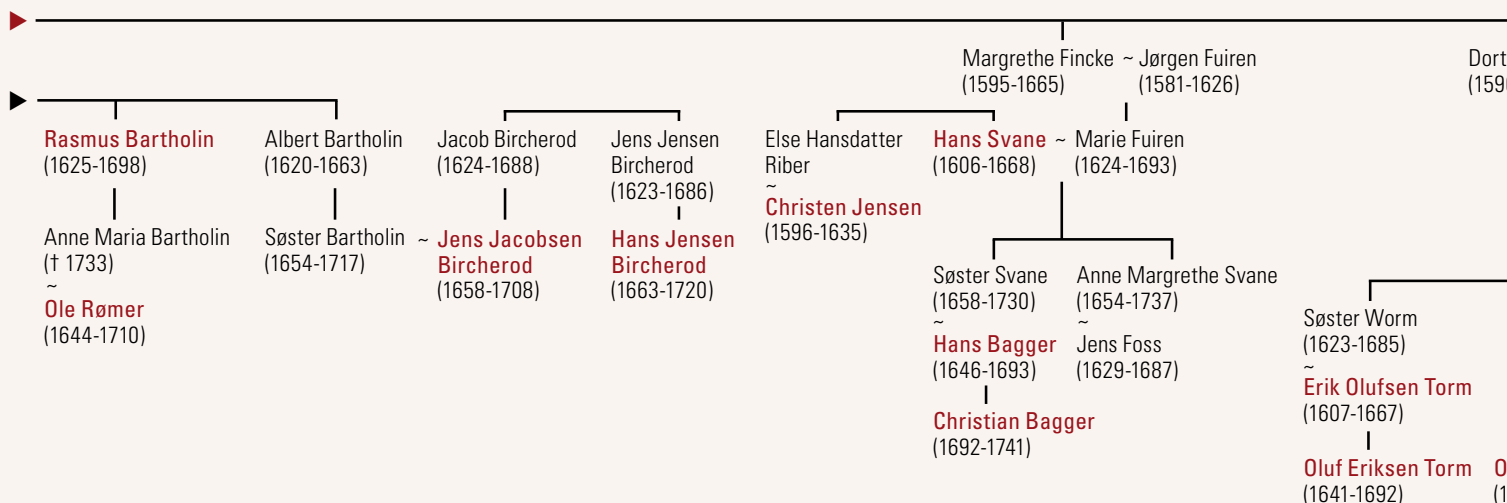 Margrethe Fincke ~ Jørgen Fuiren
(1595-1665) (1581-1626)
Rasmus Bartholin
(1625-1698)
Albert Bartholin
(1620-1663)
Jacob Bircherod
(1624-1688)
Jens Jensen
Bircherod
(1623-1686)
Else Hansdatter
Riber
~
Christen Jensen
(1596-1635)
Hans Svane ~ Marie Fuiren
(1606-1668) (1624-1693)
Anne Maria Bartholin
(† 1733)
~
Ole Rømer
(1644-1710)
Søster Bartholin ~ Jens Jacobsen
(1654-1717) Bircherod
(1658-1708)
Hans Jensen
Bircherod
(1663-1720)
Søster Svane
(1658-1730)
~
Hans Bagger
(1646-1693)
Christian Bagger
(1692-1741)
Anne Margrethe Svane
(1654-1737)
~
Jens Foss
(1629-1687)
Søster Worm
(1623-1685)
~
Erik Olufsen Torm
(1607-1667)
Oluf Eriksen Torm
(1641-1692)